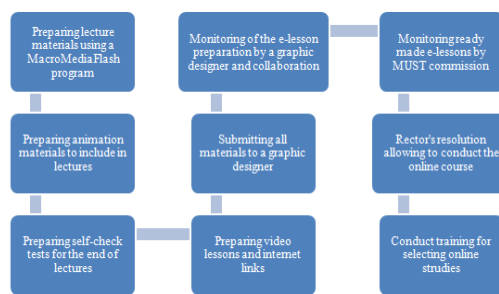 Preparing lecture
materials using a
MacroMediaFlash
program
Preparing animation
materials to include in
lectures
Preparing self-check
tests for the end of
lectures
Preparing video
lessons and internet
links
Submitting all
materials to a graphic
designer
Monitoring of the e-lesson
preparation by a graphic
designer and collaboration
Monitoring ready
made e-lessons by
MUST commission
Rector's resolution
allowing to conduct the
online course
Conduct training for
selecting online
strudies